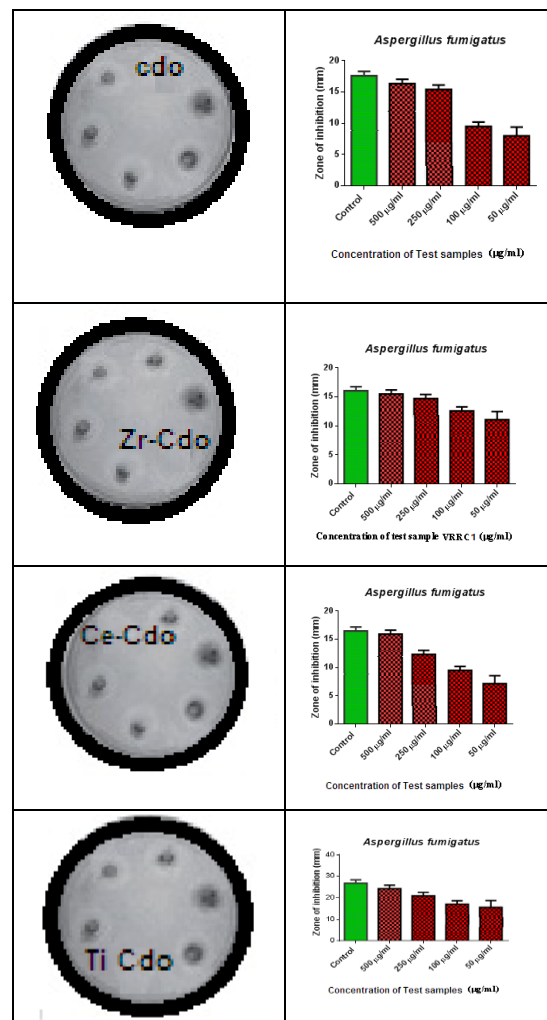 cdo
Aspergillus fumigatus
Zone of inhibition (mm)
20
15
10
5
0
Control
500 µg/ml
250 µg/ml
100 µg/ml
50 µg/ml
Concentration of Test samples (µg/ml)
Zr-Cdo
Aspergillus fumigatus
Zone of inhibition (mm)
20
15
10
5
0
Control
500 µg/ml
250 µg/ml
100 µg/ml
50 µg/ml
Concentration of test sample VRRC1 (µg/ml)
Ce-Cdo
Aspergillus fumigatus
Zone of inhibition (mm)
20
15
10
5
0
Control
500 µg/ml
250 µg/ml
100 µg/ml
50 µg/ml
Concentration of Test samples (µg/ml)
Ti Cdo
Aspergillus fumigatus
Zone of inhibition (mm)
40
30
20
10
0
Control
500 µg/ml
250 µg/ml
100 µg/ml
50 µg/ml
Concentration of Test samples (µg/ml)